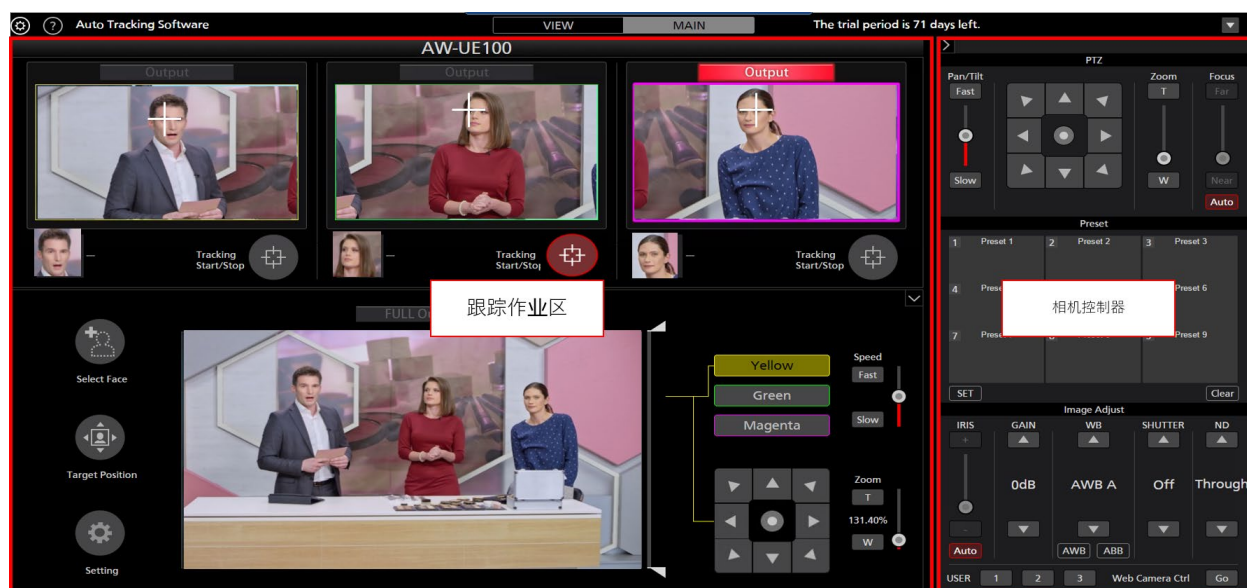 Auto Tracking Software
VIEW
MAIN
The trial period is 71 days left.
AW-UE100
Output
Output
Output
Tracking
Start/Stop
Tracking
Start/Stop
Tracking
Start/Stop
跟踪作业区
FULL
Select Face
Target Position
Setting
Yellow
Green
Magenta
Speed
Fast
Slow
Zoom
T
131.40%
W
PTZ
Pan/Tilt
Fast
Slow
Zoom
T
W
Focus
Far
Near
Auto
Preset
1 Preset 1
2 Preset 2
3 Preset 3
4
Preset 6
相机控制器
7
Preset 9
SET
Clear
Image Adjust
IRIS
GAIN
WB
SHUTTER
ND
+
0dB
AWB A
Off
Through
-
Auto
AWB
ABB
USER
1
2
3
Web Camera Ctrl
Go